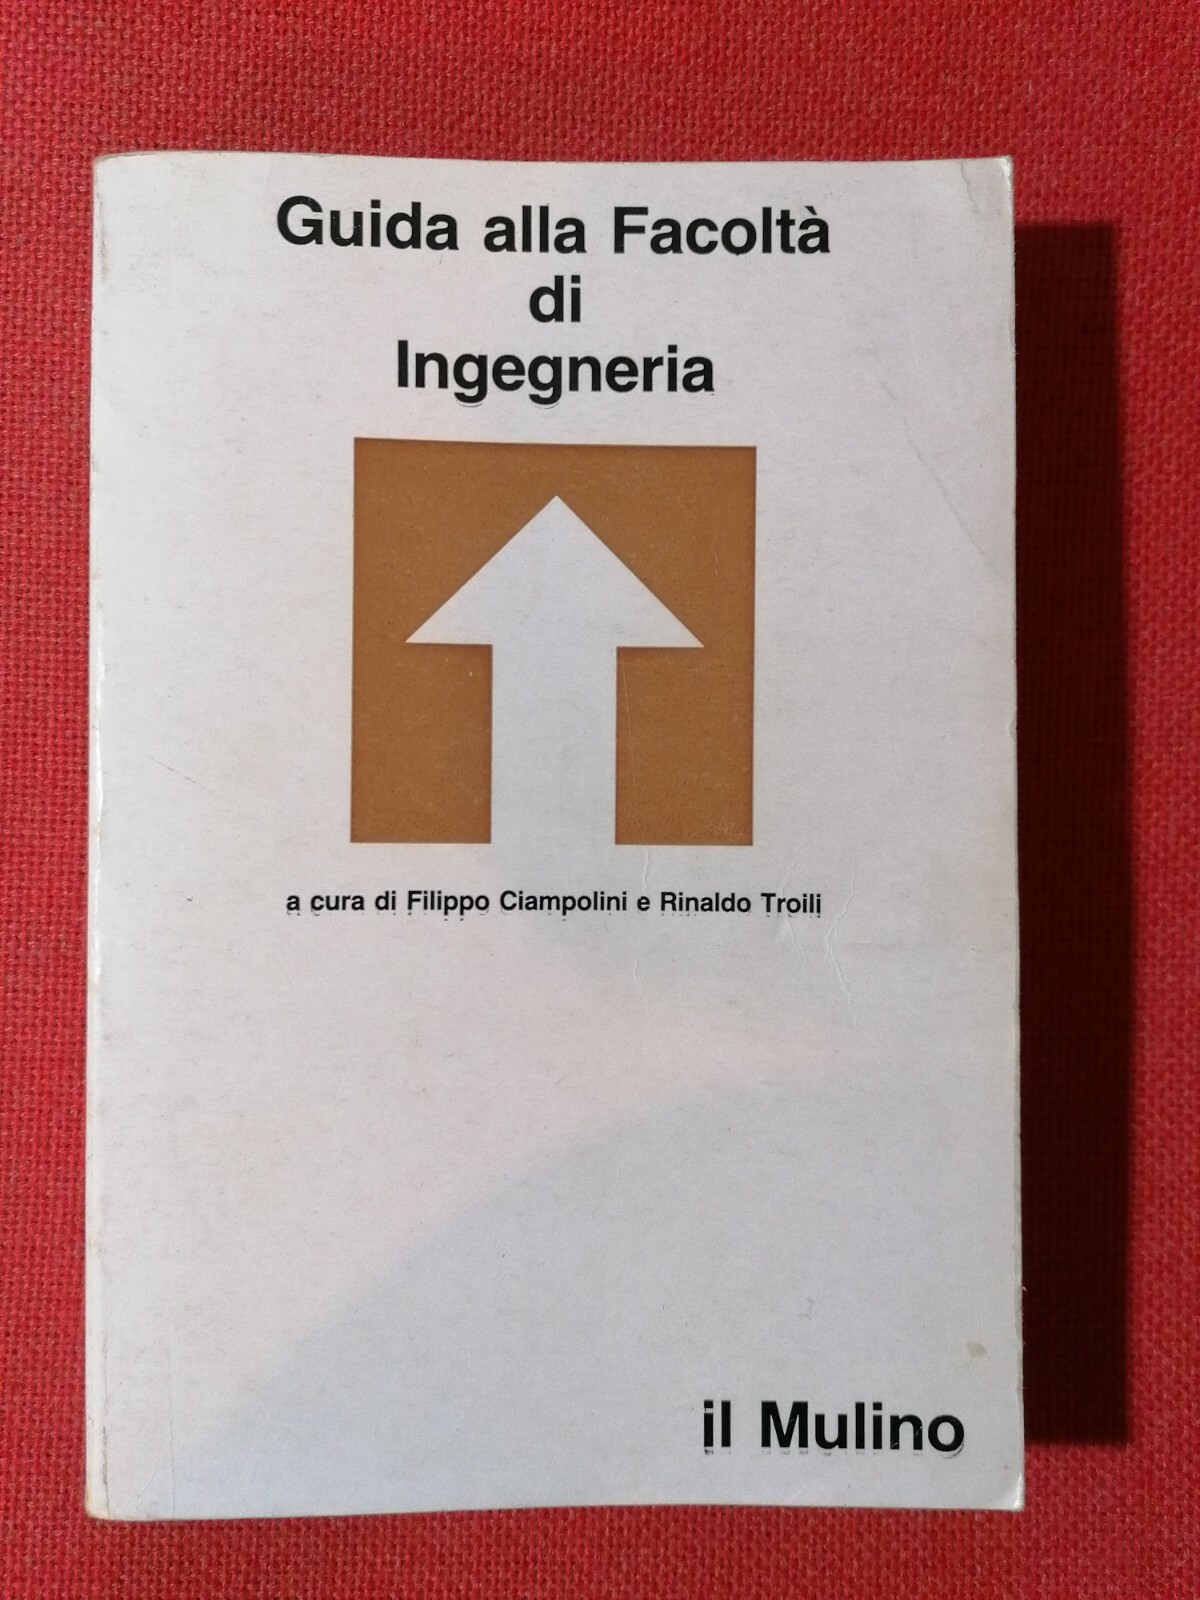 Guida alla Facoltà
di
Ingegneria
a cura di Filippo Ciampolini e Rinaldo Troili
il Mulino